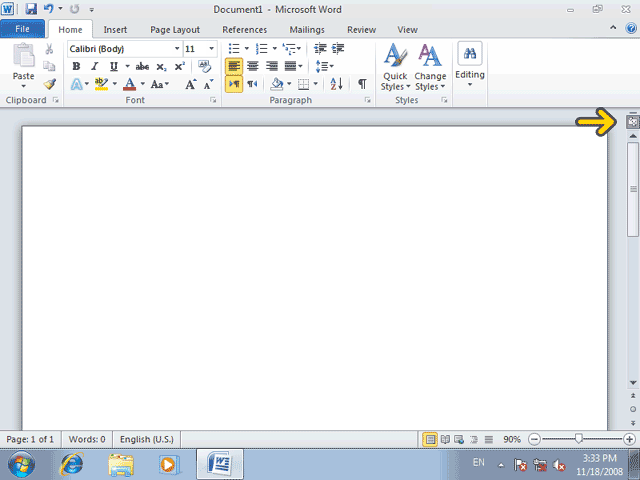 Document1 - Microsoft Word
File Home Insert Page Layout References Mailings Review View
Calibri (Body) 11
Paste
B I U abc x₂ x²
A ab A Aa A A
Quick Styles
Change Styles
Editing
Clipboard Font Paragraph Styles
Page: 1 of 1 Words: 0 English (U.S.) 90%
EN
3:33 PM
11/18/2008